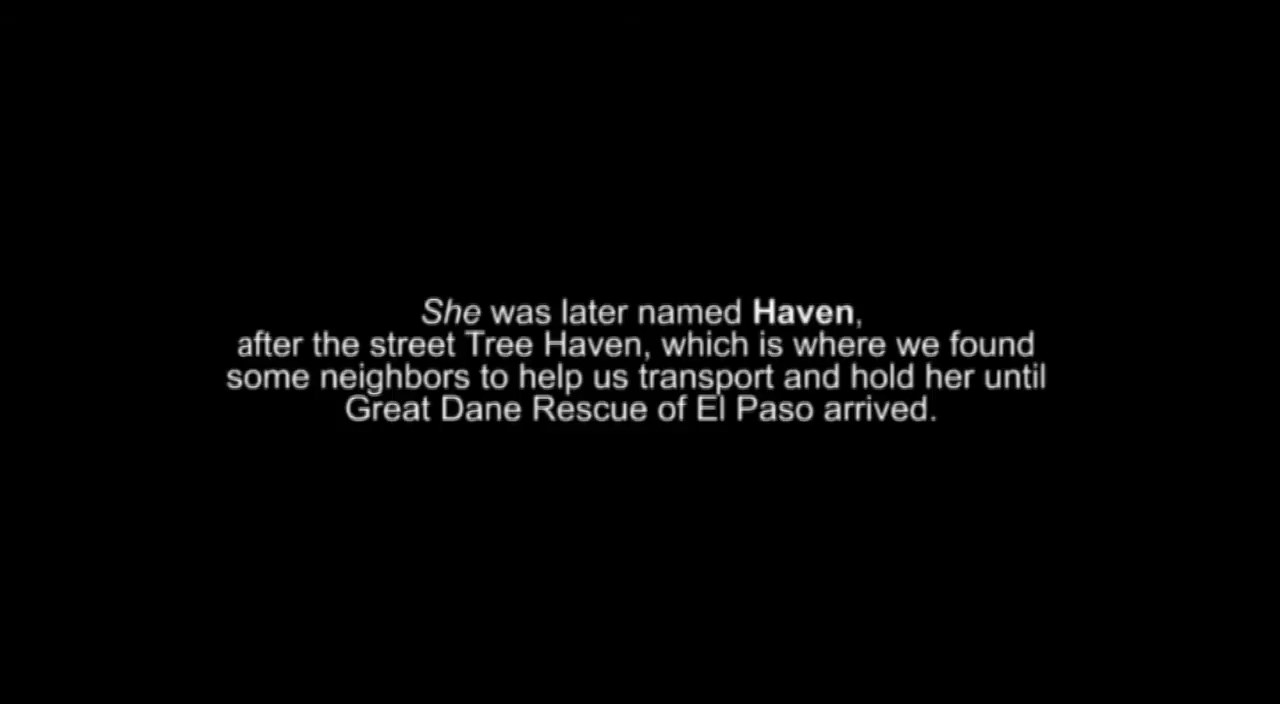 She was later named Haven,
after the street Tree Haven, which is where we found
some neighbors to help us transport and hold her until
Great Dane Rescue of El Paso arrived.